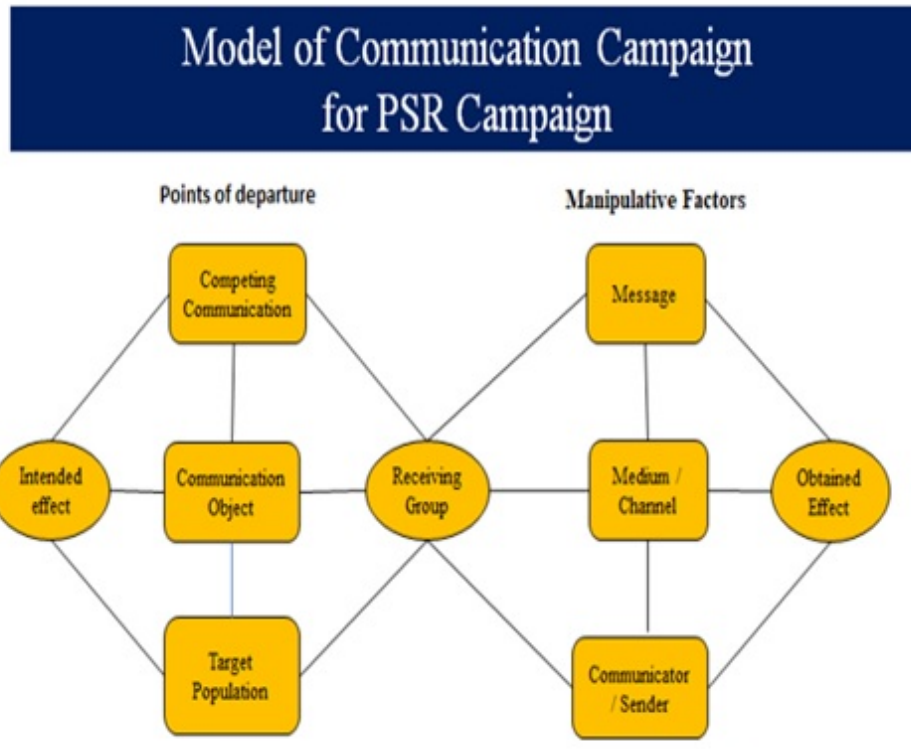 Model of Communication Campaign
for PSR Campaign
Points of departure
Manipulative Factors
Competing
Communication
Message
Intended
effect
Communication
Object
Receiving
Group
Medium /
Channel
Obtained
Effect
Target
Population
Communicator
/ Sender